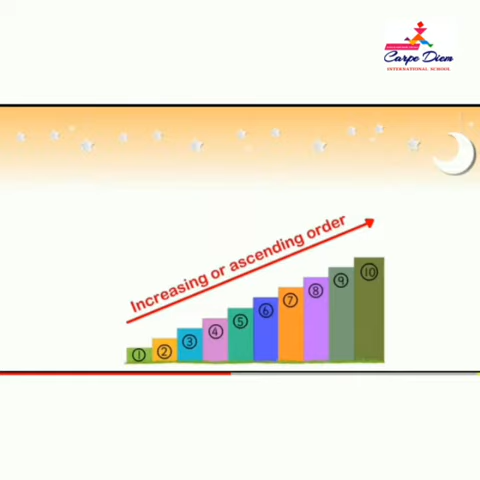 Carpe Diem
INTERNATIONAL SCHOOL
Increasing or ascending order
1 2 3 4 5 6 7 8 9 10